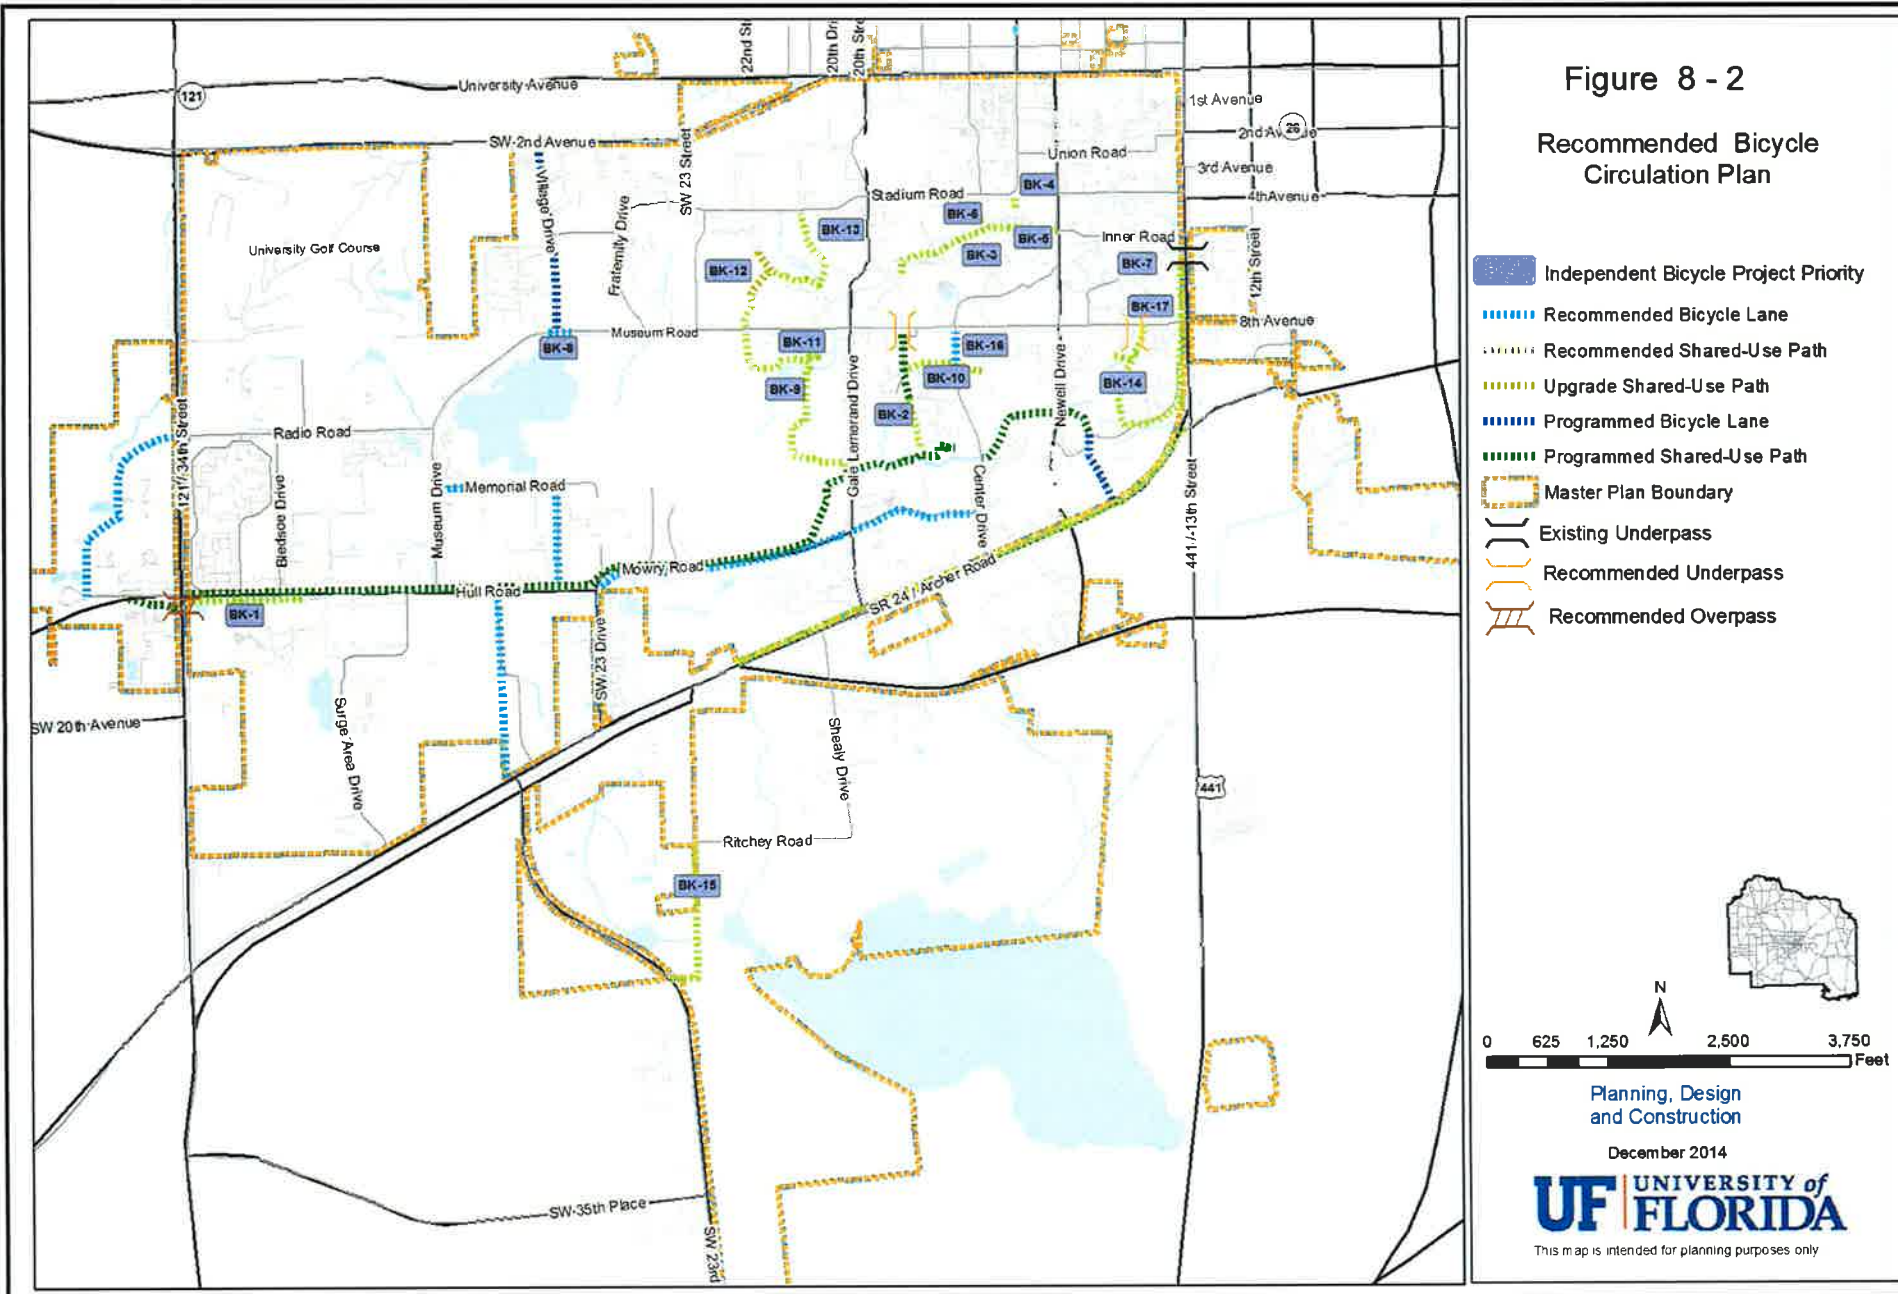 22nd St
20th Dri
20th Stre
121
University Avenue
1st Avenue
SW 2nd Avenue
SW 23 Street
2nd Av
26
Union Road
3rd Avenue
Village Drive
Fraternity Drive
Stadium Road
BK-4
4th Avenue
BK-6
BK-13
BK-5
Inner Road
University Golf Course
BK-3
BK-7
12th Street
BK-12
BK-17
8th Avenue
Museum Road
BK-8
BK-11
BK-16
BK-10
BK-9
BK-14
BK-2
Gale Lemerand Drive
Newell Drive
121 / 34th Street
Radio Road
Bledsoe Drive
Museum Drive
Memorial Road
Center Drive
441 / 13th Street
Mowry Road
Hull Road
BK-1
SR 24 / Archer Road
SW 23 Drive
SW 20th Avenue
Surge Area Drive
Shealy Drive
441
Ritchey Road
BK-15
SW 35th Place
SW 23rd
Figure 8 - 2
Recommended Bicycle
Circulation Plan
Independent Bicycle Project Priority
Recommended Bicycle Lane
Recommended Shared-Use Path
Upgrade Shared-Use Path
Programmed Bicycle Lane
Programmed Shared-Use Path
Master Plan Boundary
Existing Underpass
Recommended Underpass
Recommended Overpass
N
0 625 1,250 2,500 3,750
Feet
Planning, Design
and Construction
December 2014
UF UNIVERSITY of
FLORIDA
This map is intended for planning purposes only